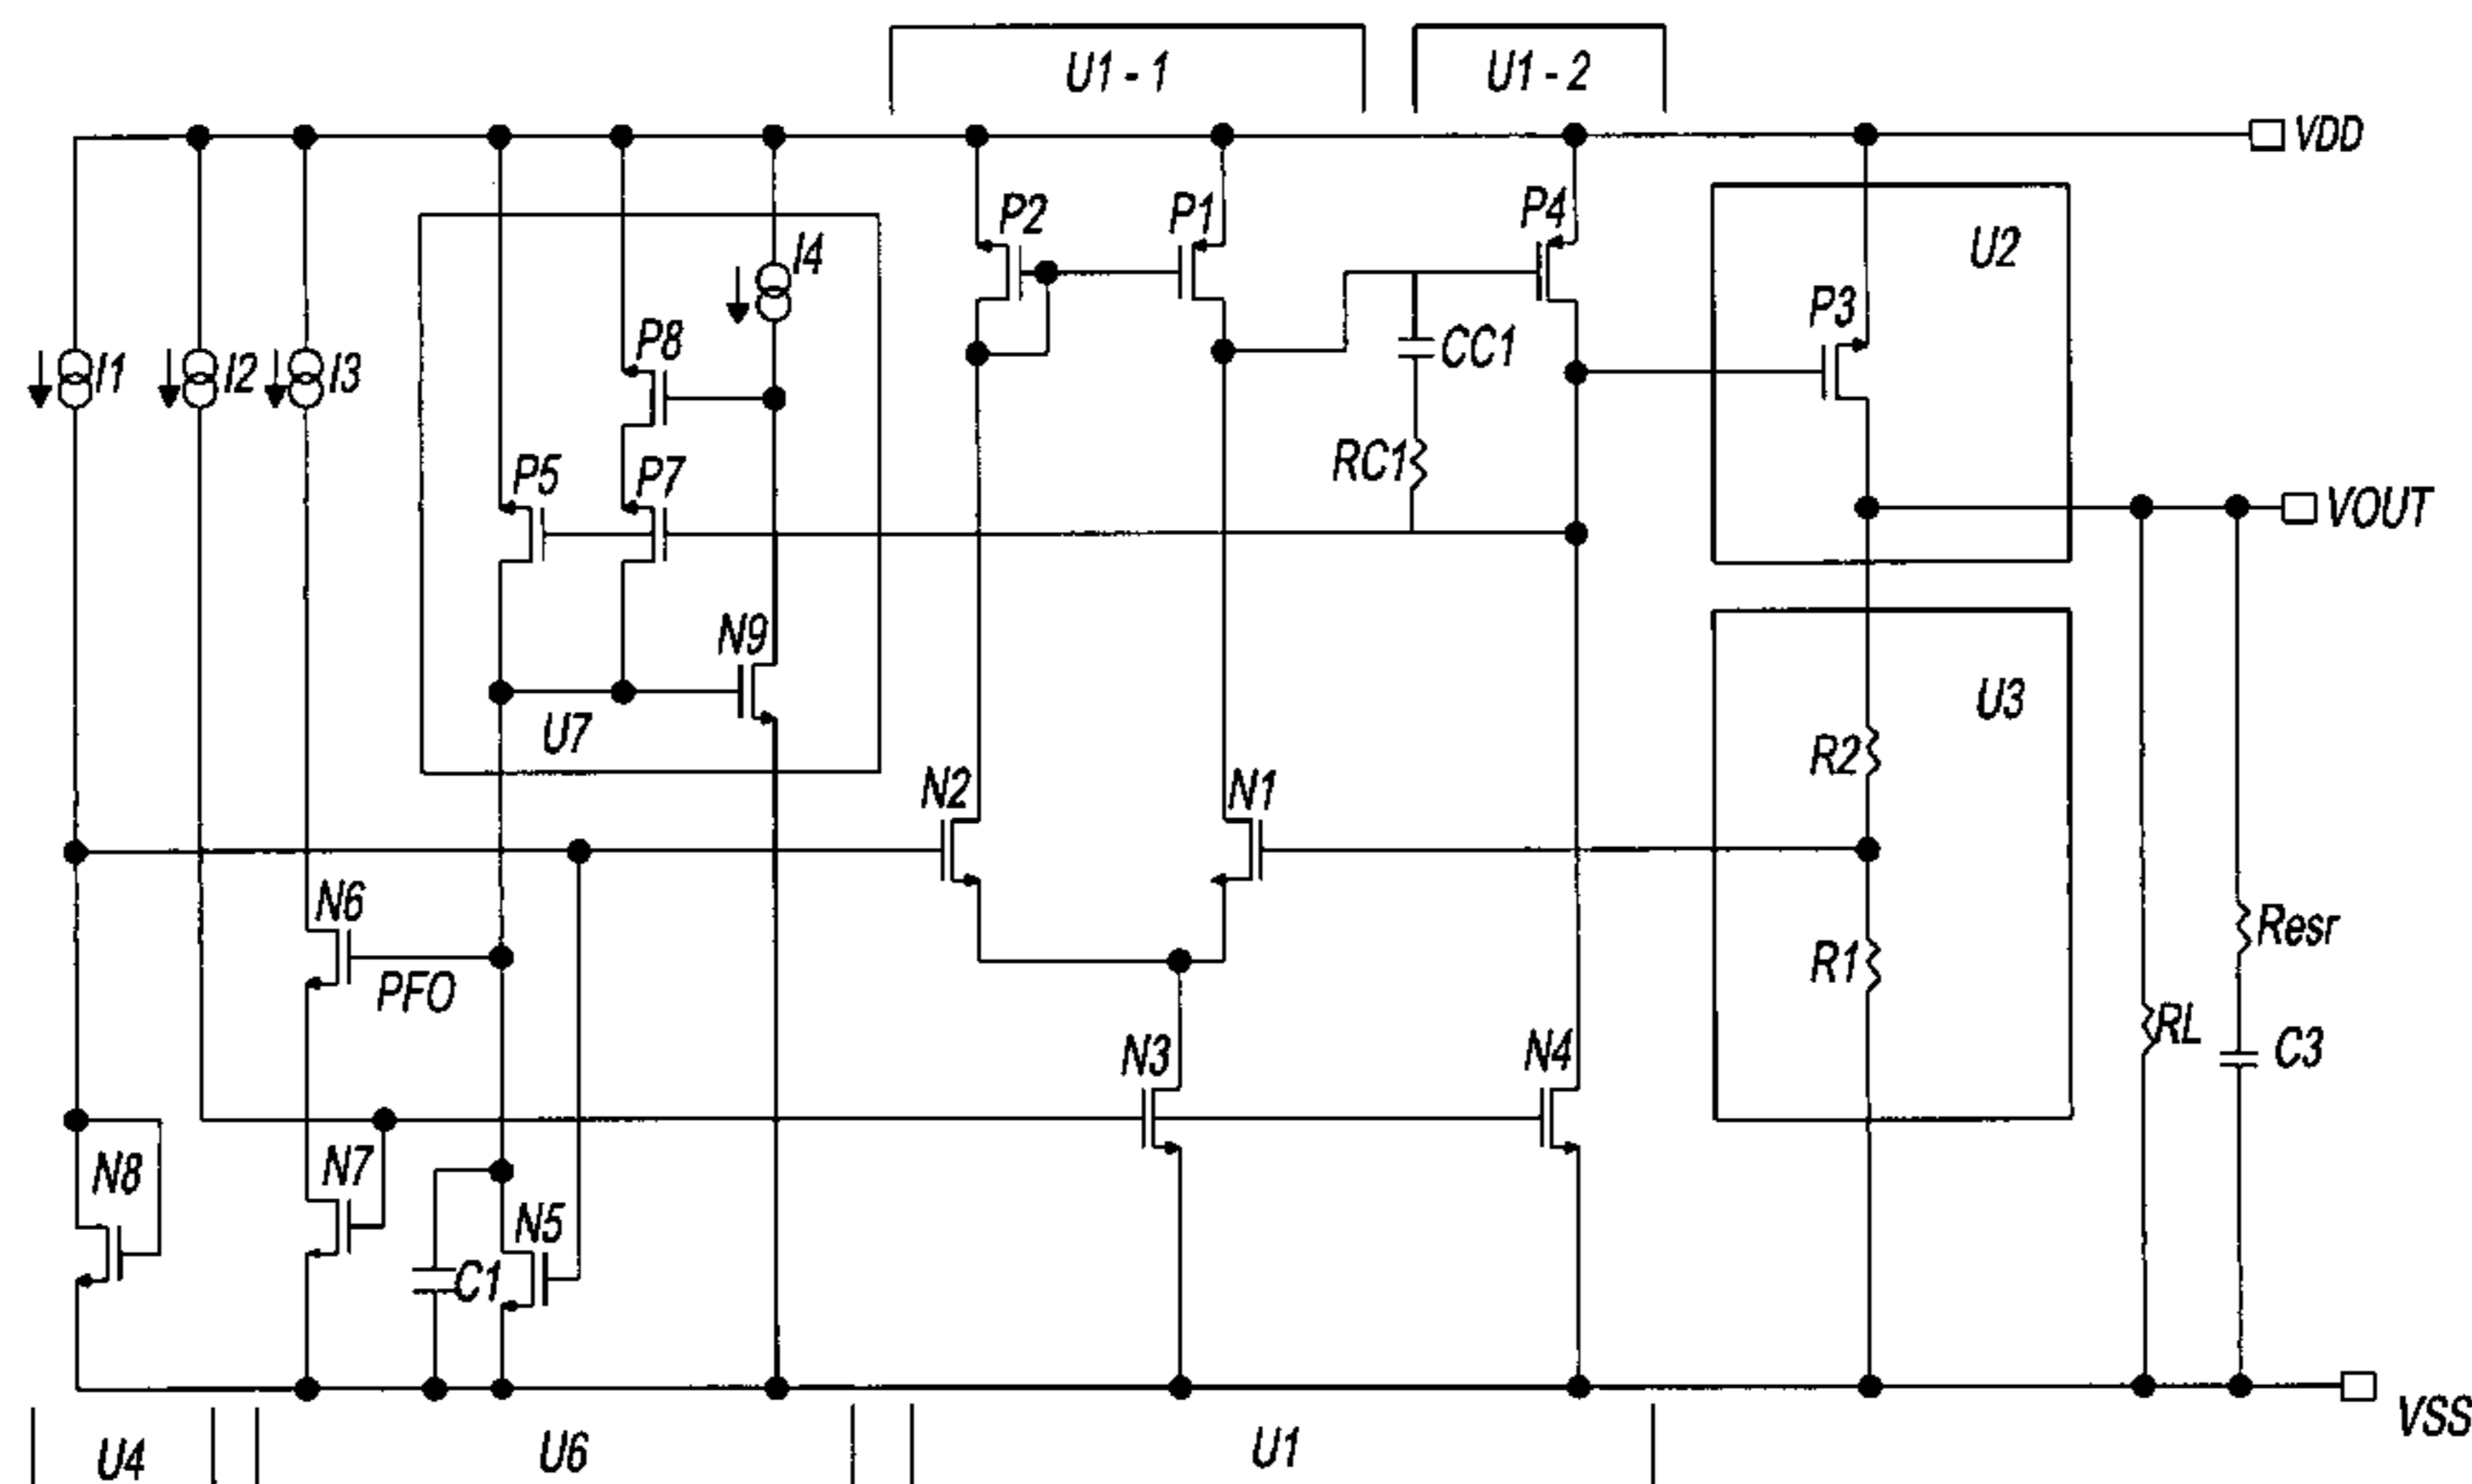 U1-1
U1-2
VDD
P2
P1
P4
U2
I4
P3
P8
I1
I2
I3
CC1
RC1
P5
P7
VOUT
N9
U3
U7
R2
N2
N1
N6
PFO
Resr
R1
RL
N3
N4
C3
N8
N7
N5
C1
VSS
U4
U6
U1